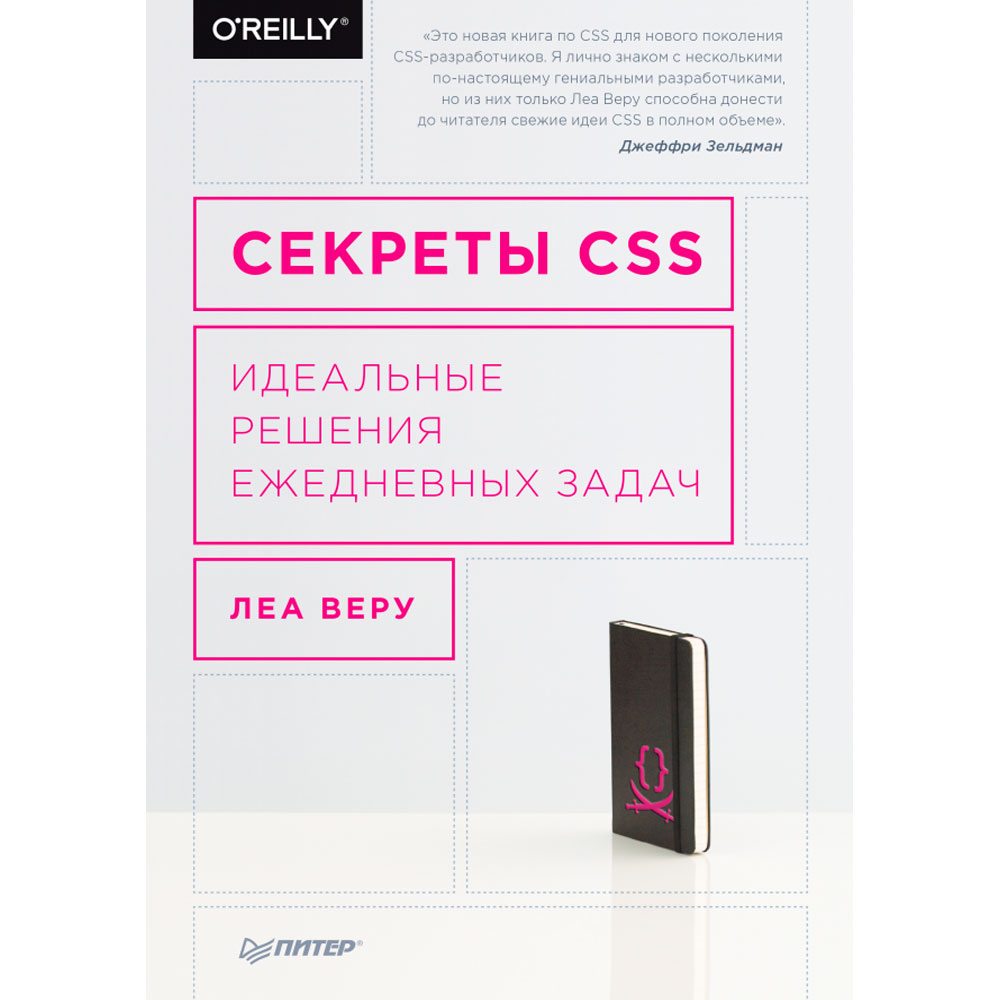 O'REILLY®
«Это новая книга по CSS для нового поколения
CSS-разработчиков. Я лично знаком с несколькими
по-настоящему гениальными разработчиками,
но из них только Леа Веру способна донести
до читателя свежие идеи CSS в полном объеме».
Джеффри Зельдман
СЕКРЕТЫ CSS
ИДЕАЛЬНЫЕ
РЕШЕНИЯ
ЕЖЕДНЕВНЫХ ЗАДАЧ
ЛЕА ВЕРУ
{}
ПИТЕР®